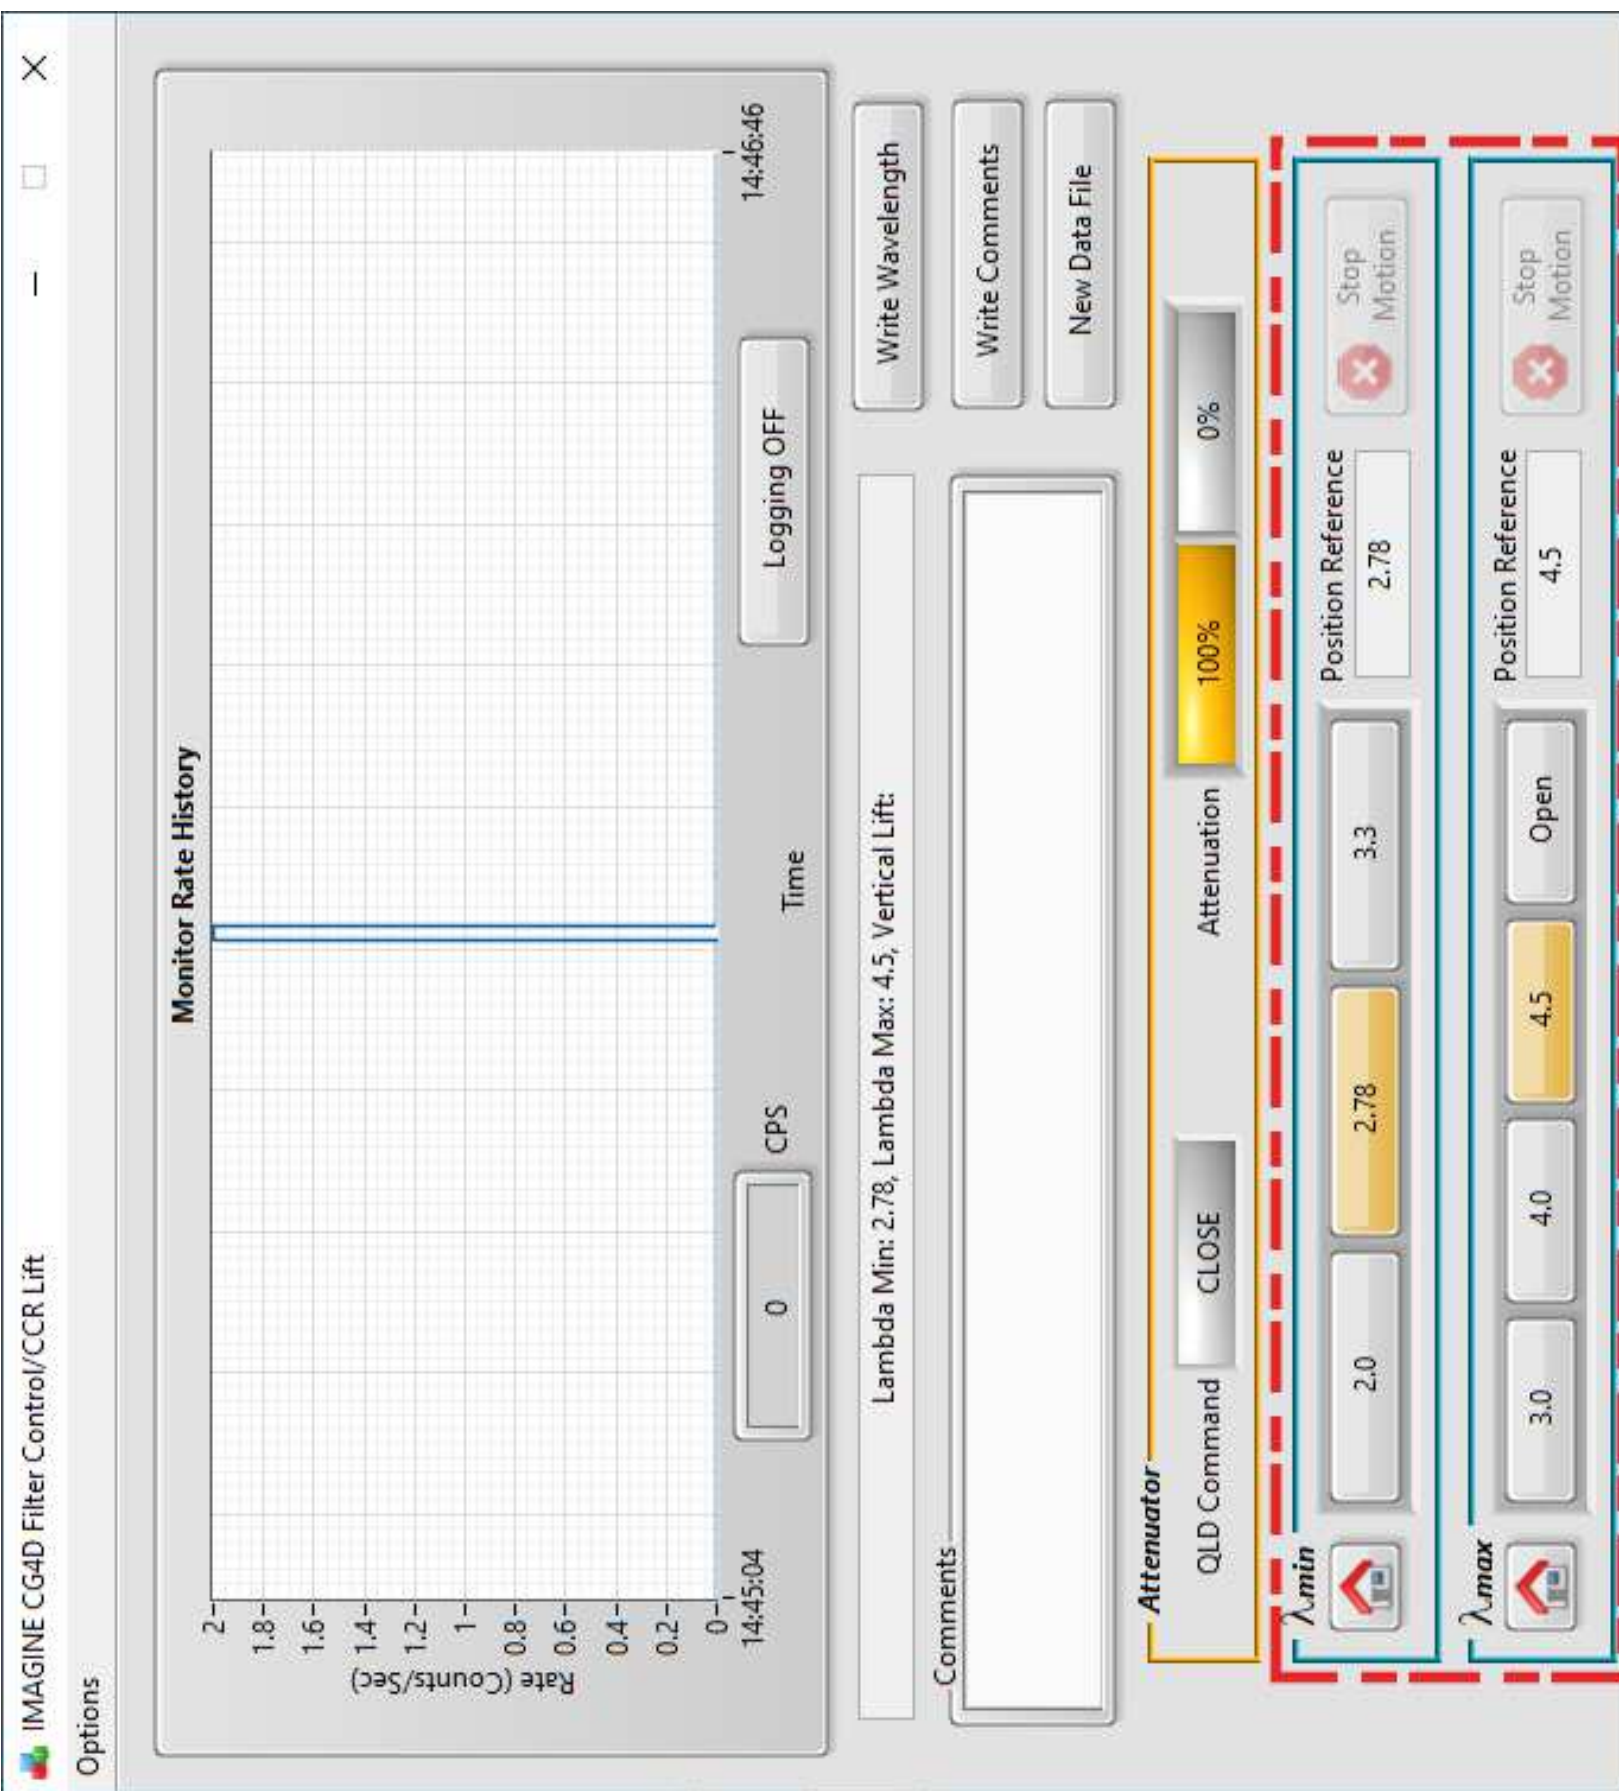 IMAGINE CG4D Filter Control/CCR Lift
Options
Monitor Rate History
Rate (Counts/Sec)
2
1.8
1.6
1.4
1.2
1
0.8
0.6
0.4
0.2
0
14:45:04
14:46:46
0
CPS
Time
Logging OFF
Lambda Min: 2.78, Lambda Max: 4.5, Vertical Lift:
Write Wavelength
Comments
Write Comments
New Data File
Attenuator
QLD Command
CLOSE
Attenuation
100%
0%
λmin
2.0
2.78
3.3
Position Reference
2.78
Stop
Motion
λmax
3.0
4.0
4.5
Open
Position Reference
4.5
Stop
Motion